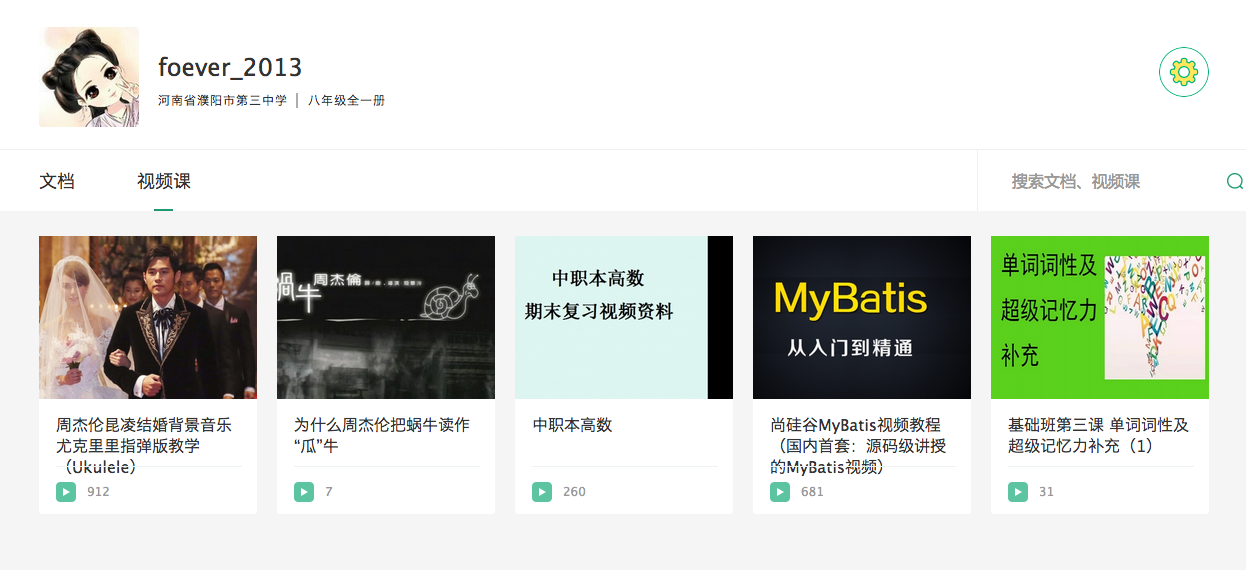 foever_2013
河南省濮阳市第三中学 | 八年级全一册
文档
视频课
搜索文档、视频课
蝸牛
周杰倫
中职本高数
期末复习视频资料
MyBatis
从入门到精通
单词词性及
超级记忆力
补充
周杰伦昆凌结婚背景音乐
尤克里里指弹版教学
（Ukulele）
912
为什么周杰伦把蜗牛读作
“瓜”牛
7
中职本高数
260
尚硅谷MyBatis视频教程
（国内首套：源码级讲授
的MyBatis视频）
681
基础班第三课 单词词性及
超级记忆力补充（1）
31